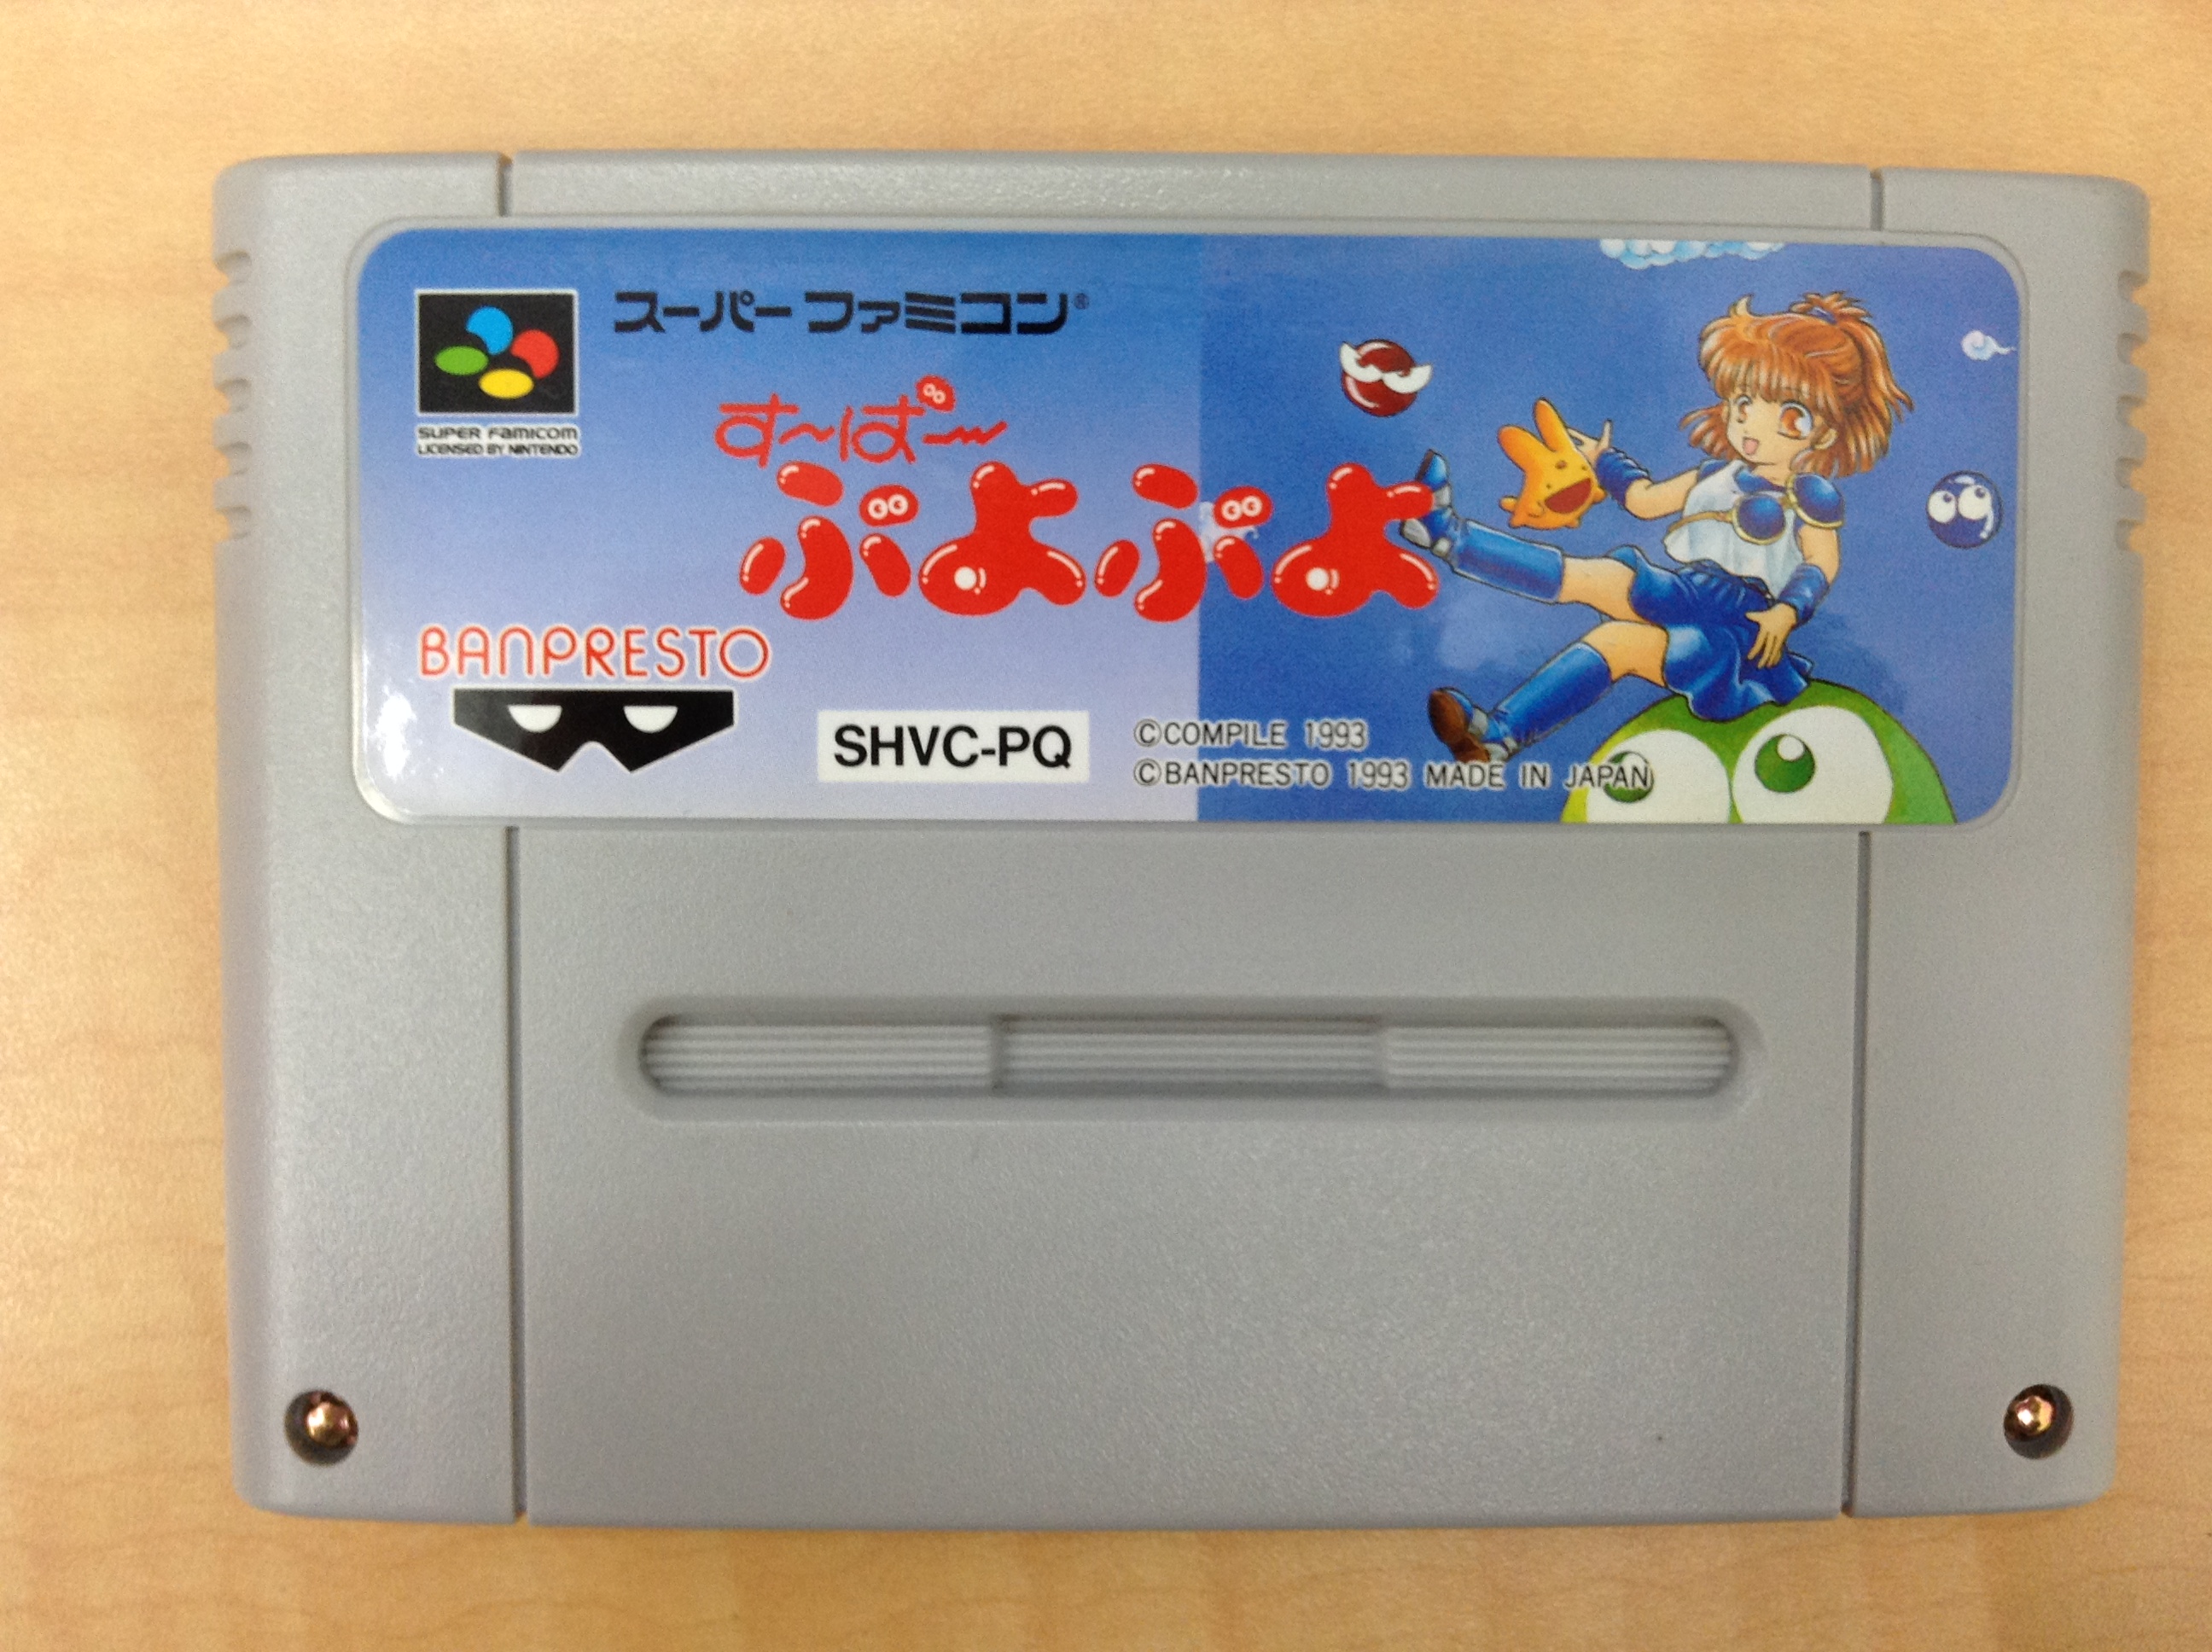 スーパーファミコン®
SUPER FAMICOM
LICENSED BY NINTENDO
す〜ぱー
ぷよぷよ
BANPRESTO
SHVC-PQ
©COMPILE 1993
©BANPRESTO 1993 MADE IN JAPAN